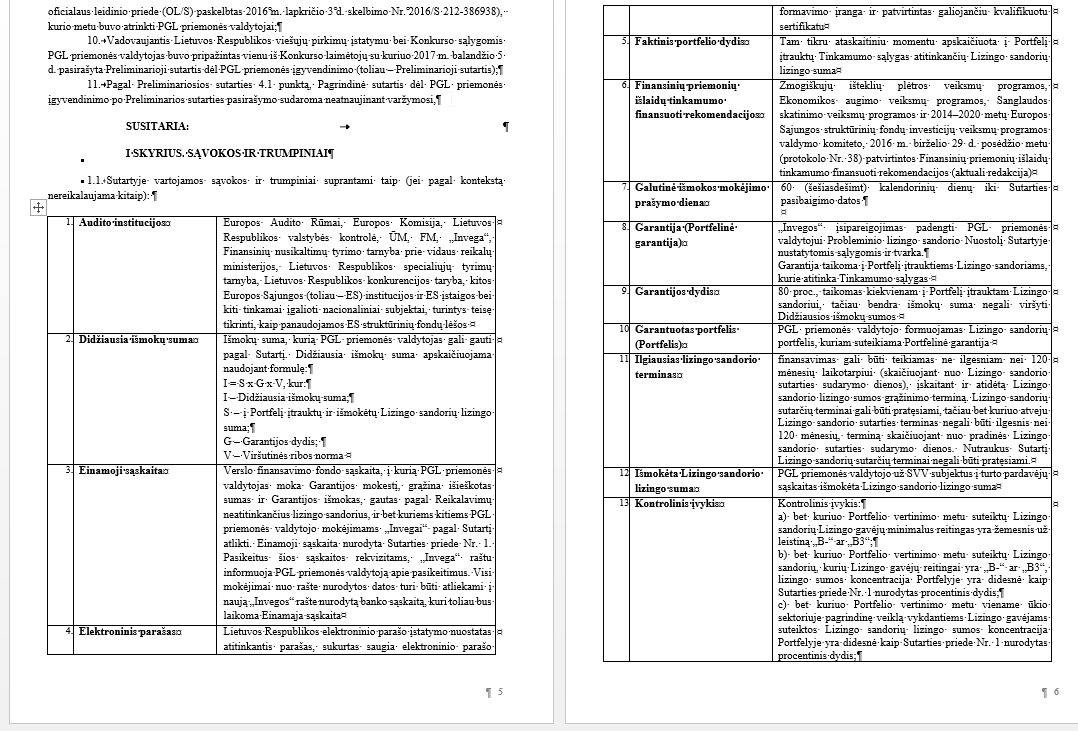 oficialaus leidinio priede (OL/S) paskelbtas 2016 m. lapkričio 3 d. skelbimo Nr. 2016/S 212-386938),
kurio metu buvo atrinkti PGL priemonės valdytojai;
10. Vadovaujantis Lietuvos Respublikos viešųjų pirkimų įstatymu bei Konkurso sąlygomis
PGL priemonės valdytojas buvo pripažintas vienu iš Konkurso laimėtojų su kuriuo 2017 m. balandžio 5
d. pasirašyta Preliminarioji sutartis dėl PGL priemonės įgyvendinimo (toliau – Preliminarioji sutartis);
11. Pagal Preliminariosios sutarties 4.1 punktą, Pagrindinė sutartis dėl PGL priemonės
įgyvendinimo po Preliminarios sutarties pasirašymo sudaroma neatnaujinant varžymosi,
SUSITARIA:
I SKYRIUS. SĄVOKOS IR TRUMPINIAI
1.1. Sutartyje vartojamos sąvokos ir trumpiniai suprantami taip (jei pagal kontekstą
nereikalaujama kitaip):
1. Audito institucijos
Europos Audito Rūmai, Europos Komisija, Lietuvos
Respublikos valstybės kontrolė, ŪM, FM, „Invega“,
Finansinių nusikaltimų tyrimo tarnyba prie vidaus reikalų
ministerijos, Lietuvos Respublikos specialiųjų tyrimų
tarnyba, Lietuvos Respublikos konkurencijos taryba, kitos
Europos Sąjungos (toliau – ES) institucijos ir ES įstaigos bei
kiti tinkamai įgalioti nacionaliniai subjektai, turintys teisę
tikrinti, kaip panaudojamos ES struktūrinių fondų lėšos
2. Didžiausia išmokų suma
Išmokų suma, kurią PGL priemonės valdytojas gali gauti
pagal Sutartį. Didžiausia išmokų suma apskaičiuojama
naudojant formulę:
I = S x G x V, kur:
I – Didžiausia išmokų suma;
S – į Portfelį įtrauktų ir išmokėtų Lizingo sandorių lizingo
suma;
G – Garantijos dydis;
V – Viršutinės ribos norma
3. Einamoji sąskaita
Verslo finansavimo fondo sąskaita, į kurią PGL priemonės
valdytojas moka Garantijos mokestį, grąžina išieškotas
sumas ir Garantijos išmokas, gautas pagal Reikalavimų
neatitinkančius lizingo sandorius, ir bet kuriems kitiems PGL
priemonės valdytojo mokėjimams „Invegai“ pagal Sutartį
atlikti. Einamoji sąskaita nurodyta Sutarties priede Nr. 1.
Pasikeitus šios sąskaitos rekvizitams, „Invega“ raštu
informuoja PGL priemonės valdytoją apie pasikeitimus. Visi
mokėjimai nuo rašte nurodytos datos turi būti atliekami į
naują „Invegos“ rašte nurodytą banko sąskaitą, kuri toliau bus
laikoma Einamąja sąskaita
4. Elektroninis parašas
Lietuvos Respublikos elektroninio parašo įstatymo nuostatas
atitinkantis parašas, sukurtas saugia elektroninio parašo
5
formavimo įranga ir patvirtintas galiojančiu kvalifikuotu
sertifikatu
5. Faktinis portfelio dydis
Tam tikru ataskaitiniu momentu apskaičiuota į Portfelį
įtrauktų Tinkamumo sąlygas atitinkančių Lizingo sandorių
lizingo suma
6. Finansinių priemonių
išlaidų tinkamumo
finansuoti rekomendacijos
Žmogiškųjų išteklių plėtros veiksmų programos,
Ekonomikos augimo veiksmų programos, Sanglaudos
skatinimo veiksmų programos ir 2014–2020 metų Europos
Sąjungos struktūrinių fondų investicijų veiksmų programos
valdymo komiteto, 2016 m. birželio 29 d. posėdžio metu
(protokolo Nr. 38) patvirtintos Finansinių priemonių išlaidų
tinkamumo finansuoti rekomendacijos (aktuali redakcija)
7. Galutinė išmokos mokėjimo
prašymo diena
60 (šešiasdešimt) kalendorinių dienų iki Sutarties
pasibaigimo datos
8. Garantija (Portfelinė
garantija)
„Invegos“ įsipareigojimas padengti PGL priemonės
valdytojui Probleminio lizingo sandorio Nuostolį Sutartyje
nustatytomis sąlygomis ir tvarka.
Garantija taikoma į Portfelį įtrauktiems Lizingo sandoriams,
kurie atitinka Tinkamumo sąlygas
9. Garantijos dydis
80 proc., taikomas kiekvienam į Portfelį įtrauktam Lizingo
sandoriui, tačiau bendra išmokų suma negali viršyti
Didžiausios išmokų sumos
10 Garantuotas portfelis
(Portfelis)
PGL priemonės valdytojo formuojamas Lizingo sandorių
portfelis, kuriam suteikiama Portfelinė garantija
11 Ilgiausias lizingo sandorio
terminas
finansavimas gali būti teikiamas ne ilgesniam nei 120
mėnesių laikotarpiui (skaičiuojant nuo Lizingo sandorio
sutarties sudarymo dienos), įskaitant ir atidėtą Lizingo
sandorio lizingo sumos grąžinimo terminą. Lizingo sandorių
sutarčių terminai gali būti pratęsiami, tačiau bet kuriuo atveju
Lizingo sandorio sutarties terminas negali būti ilgesnis nei
120 mėnesių, terminą skaičiuojant nuo pradinės Lizingo
sandorio sutarties sudarymo dienos. Nutraukus Sutartį
Lizingo sandorių sutarčių terminai negali būti pratęsiami.
12 Išmokėta Lizingo sandorio
lizingo suma
PGL priemonės valdytojo už SVV subjektus į turto pardavėjų
sąskaitas išmokėta Lizingo sandorio lizingo suma
13 Kontrolinis įvykis
Kontrolinis įvykis:
a) bet kuriuo Portfelio vertinimo metu suteiktų Lizingo
sandorių Lizingo gavėjų minimalus reitingas yra žemesnis už
leistiną „B-“ ar „B3“;
b) bet kuriuo Portfelio vertinimo metu suteiktų Lizingo
sandorių, kurių Lizingo gavėjų reitingai yra „B-“ ar „B3“,
lizingo sumos koncentracija Portfelyje yra didesnė kaip
Sutarties priede Nr. 1 nurodytas procentinis dydis;
c) bet kuriuo Portfelio vertinimo metu viename ūkio
sektoriuje pagrindinę veiklą vykdantiems Lizingo gavėjams
suteiktos Lizingo sandorių lizingo sumos koncentracija
Portfelyje yra didesnė kaip Sutarties priede Nr. 1 nurodytas
procentinis dydis;
6